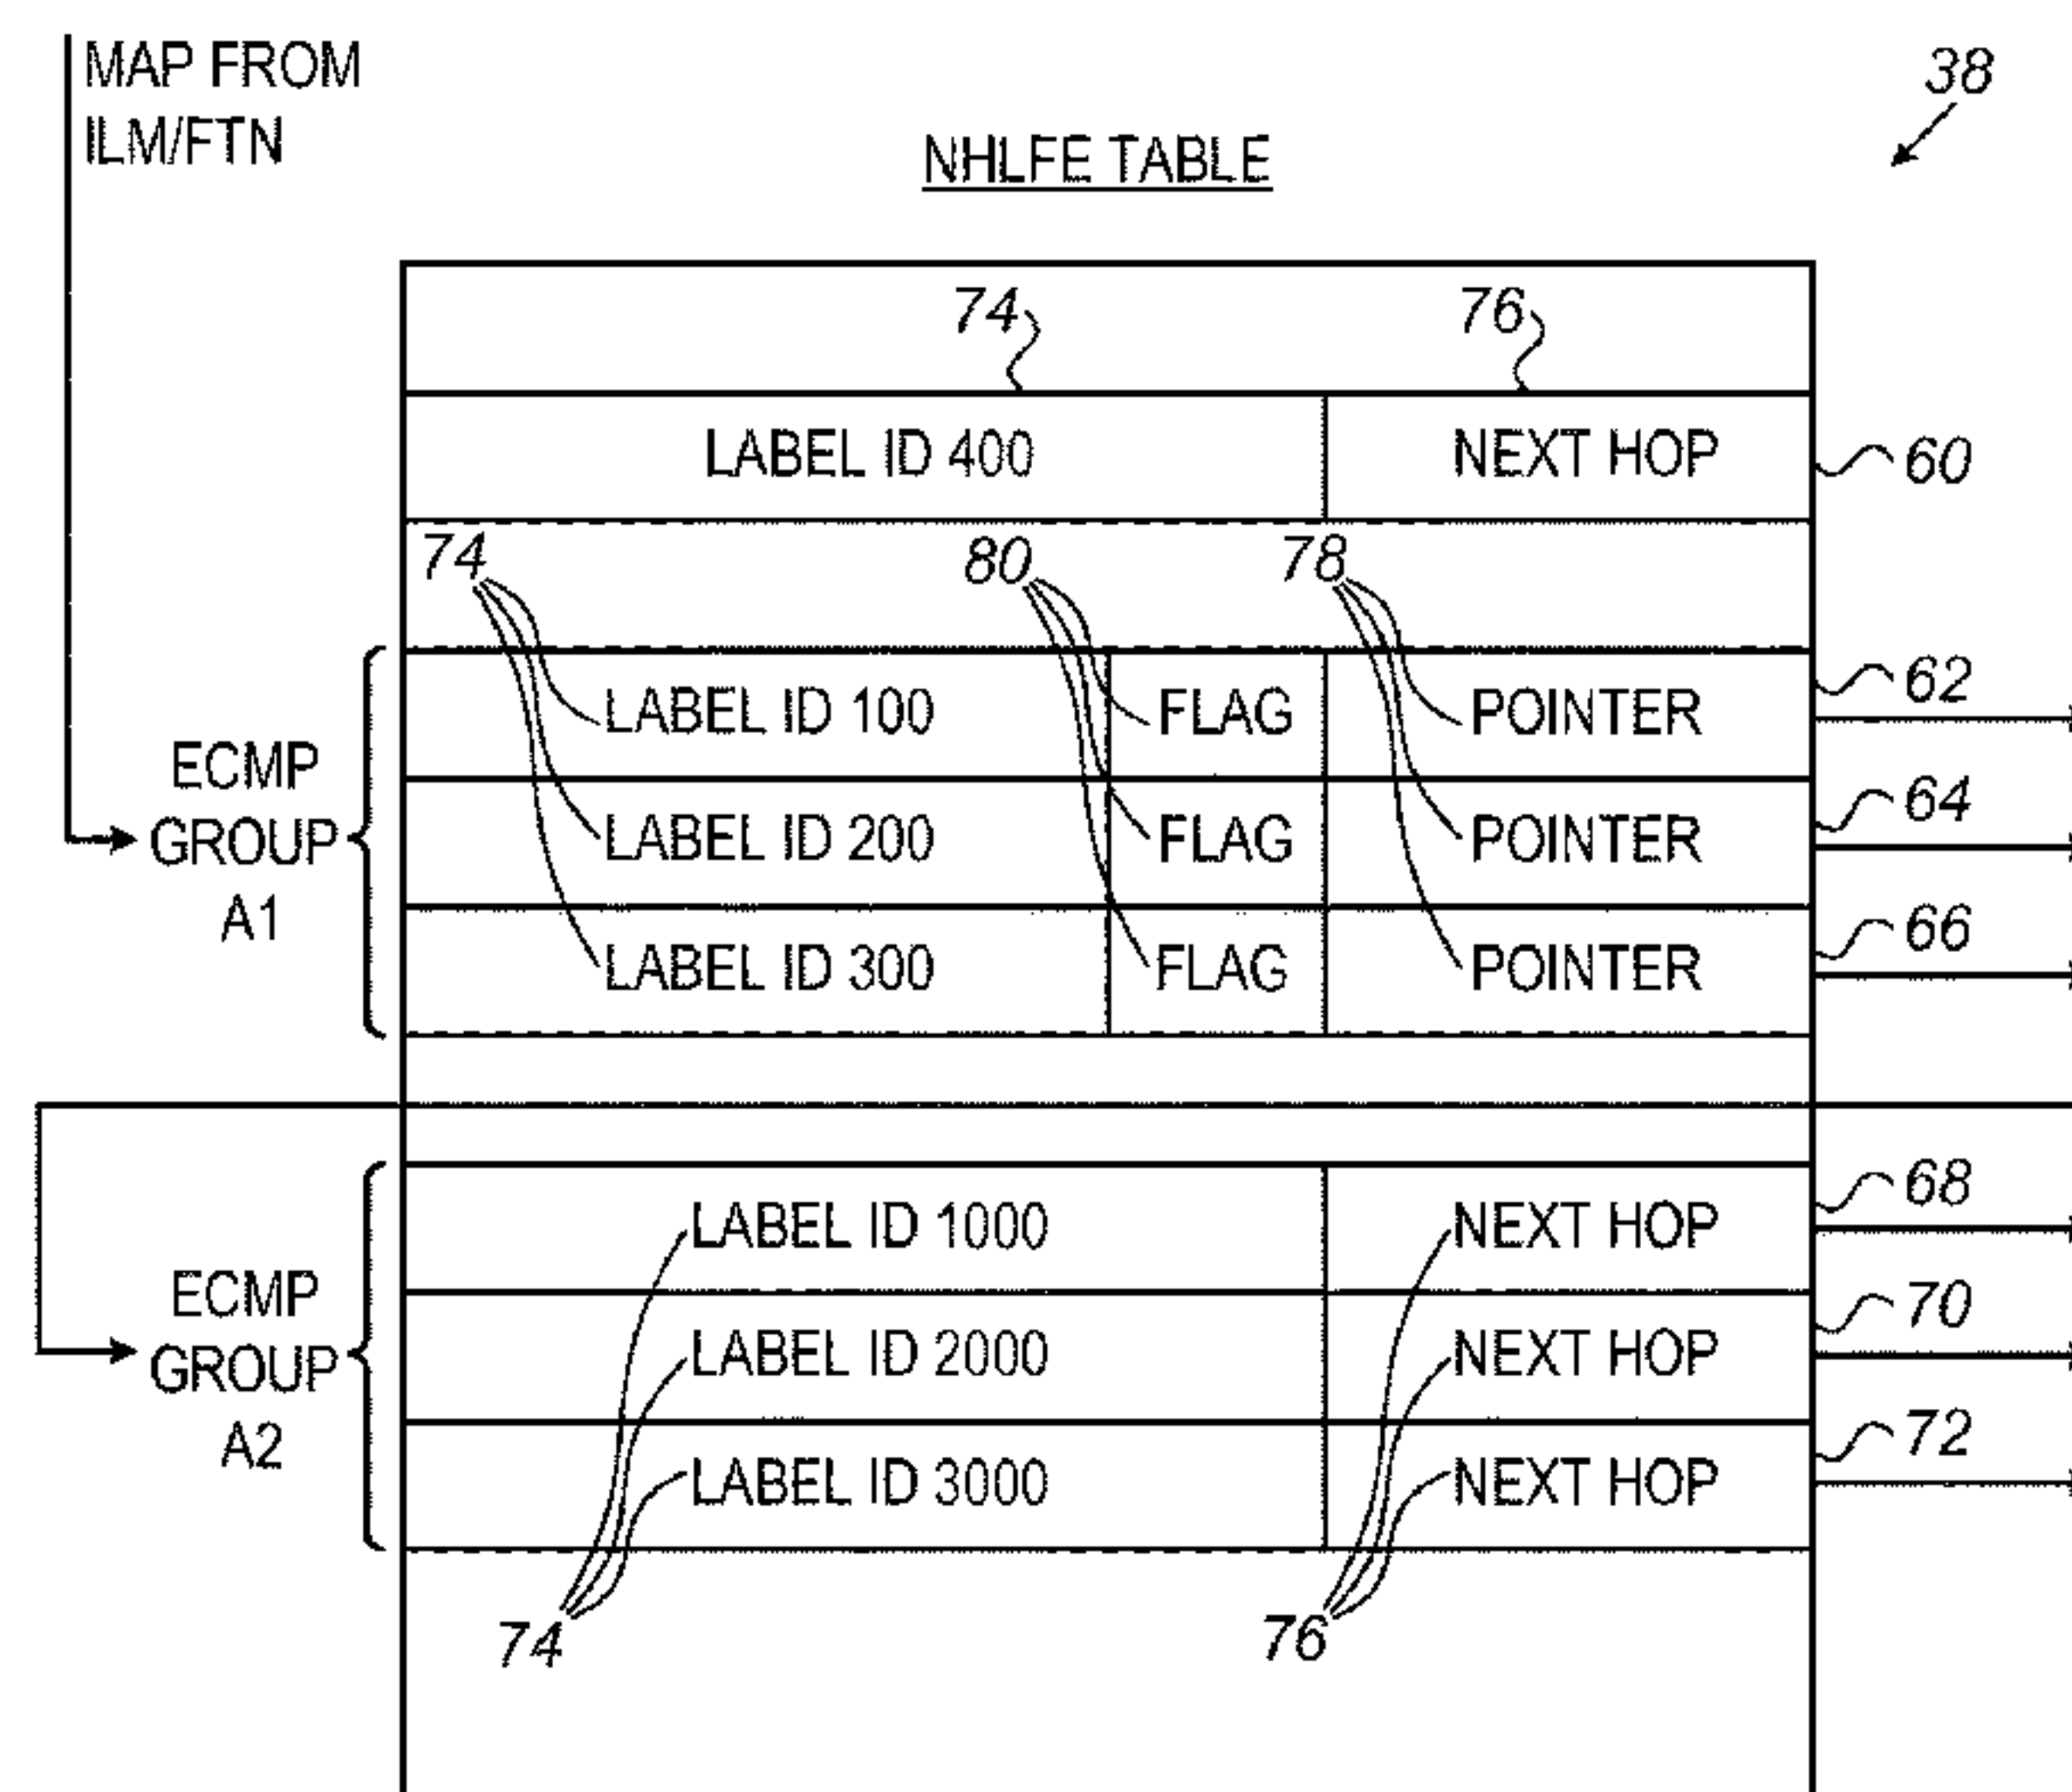 MAP FROM
ILM/FTN
38
NHLFE TABLE
74 76
LABEL ID 400 NEXT HOP 60
74 80 78
ECMP
GROUP
A1
LABEL ID 100 FLAG POINTER 62
LABEL ID 200 FLAG POINTER 64
LABEL ID 300 FLAG POINTER 66
ECMP
GROUP
A2
LABEL ID 1000 NEXT HOP 68
LABEL ID 2000 NEXT HOP 70
LABEL ID 3000 NEXT HOP 72
74 76